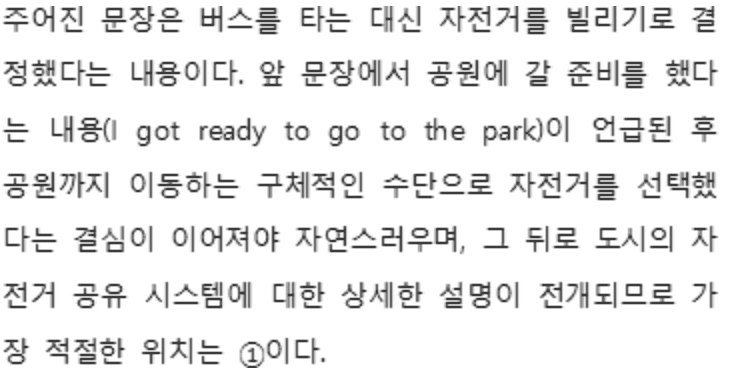 주어진 문장은 버스를 타는 대신 자전거를 빌리기로 결
정했다는 내용이다. 앞 문장에서 공원에 갈 준비를 했다
는 내용(I got ready to go to the park)이 언급된 후
공원까지 이동하는 구체적인 수단으로 자전거를 선택했
다는 결심이 이어져야 자연스러우며, 그 뒤로 도시의 자
전거 공유 시스템에 대한 상세한 설명이 전개되므로 가
장 적절한 위치는 ①이다.